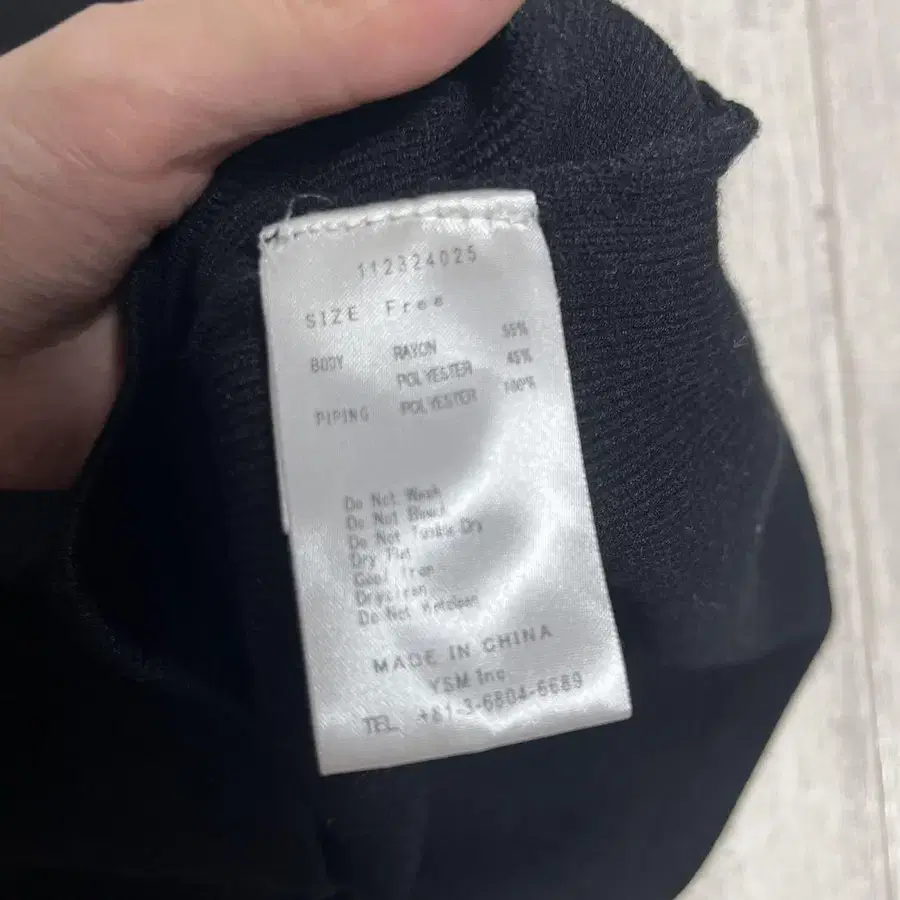 112324025
SIZE Free
BODY RAYON 55%
POLYESTER 45%
PIPING POLYESTER 100%
Do Not Wash
Do Not Bleach
Do Not Tumble Dry
Dry Flat
Cool Iron
Dryclean
Do Not Wetclean
MADE IN CHINA
YSM Inc
TEL +81-3-6804-6689